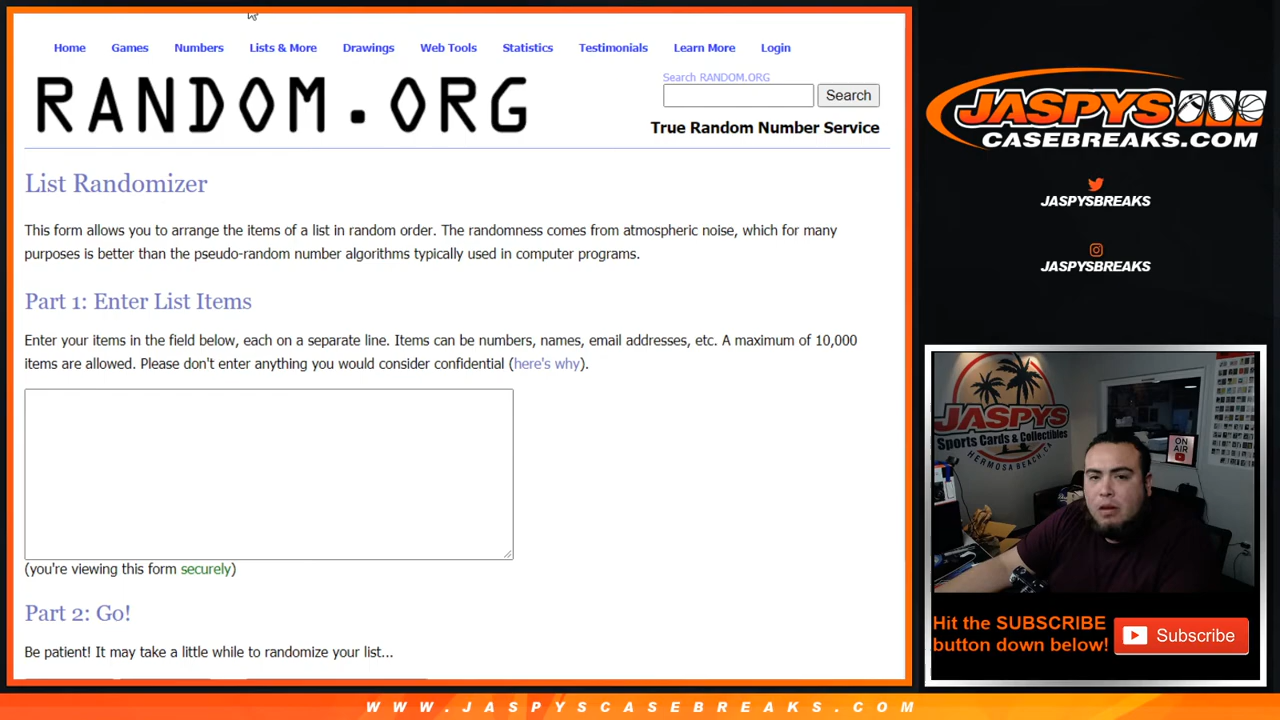 Home Games Numbers Lists & More Drawings Web Tools Statistics Testimonials Learn More Login
RANDOM.ORG
Search RANDOM.ORG
Search
True Random Number Service
List Randomizer
This form allows you to arrange the items of a list in random order. The randomness comes from atmospheric noise, which for many
purposes is better than the pseudo-random number algorithms typically used in computer programs.
Part 1: Enter List Items
Enter your items in the field below, each on a separate line. Items can be numbers, names, email addresses, etc. A maximum of 10,000
items are allowed. Please don't enter anything you would consider confidential (here's why).
(you're viewing this form securely)
Part 2: Go!
Be patient! It may take a little while to randomize your list...
JASPYS
CASEBREAKS.COM
JASPYSBREAKS
JASPYSBREAKS
JASPYS
Sports Cards & Collectibles
HERMOSA BEACH, CA
ON
AIR
Hit the SUBSCRIBE
button down below!
Subscribe
WWW.JASPYSCASEBREAKS.COM